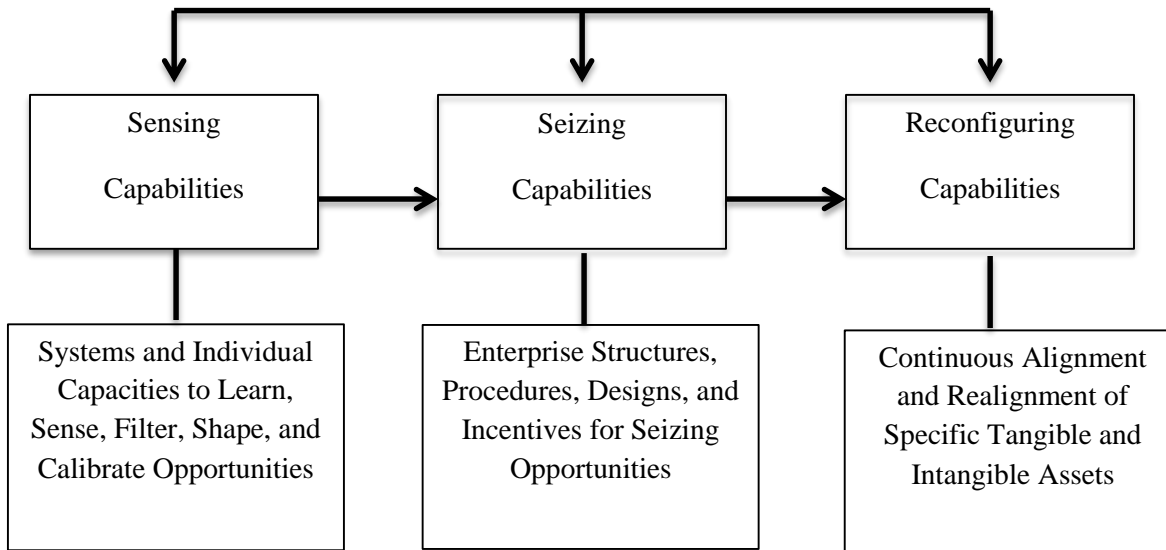 Sensing
Capabilities
Seizing
Capabilities
Reconfiguring
Capabilities
Systems and Individual
Capacities to Learn,
Sense, Filter, Shape, and
Calibrate Opportunities
Enterprise Structures,
Procedures, Designs, and
Incentives for Seizing
Opportunities
Continuous Alignment
and Realignment of
Specific Tangible and
Intangible Assets